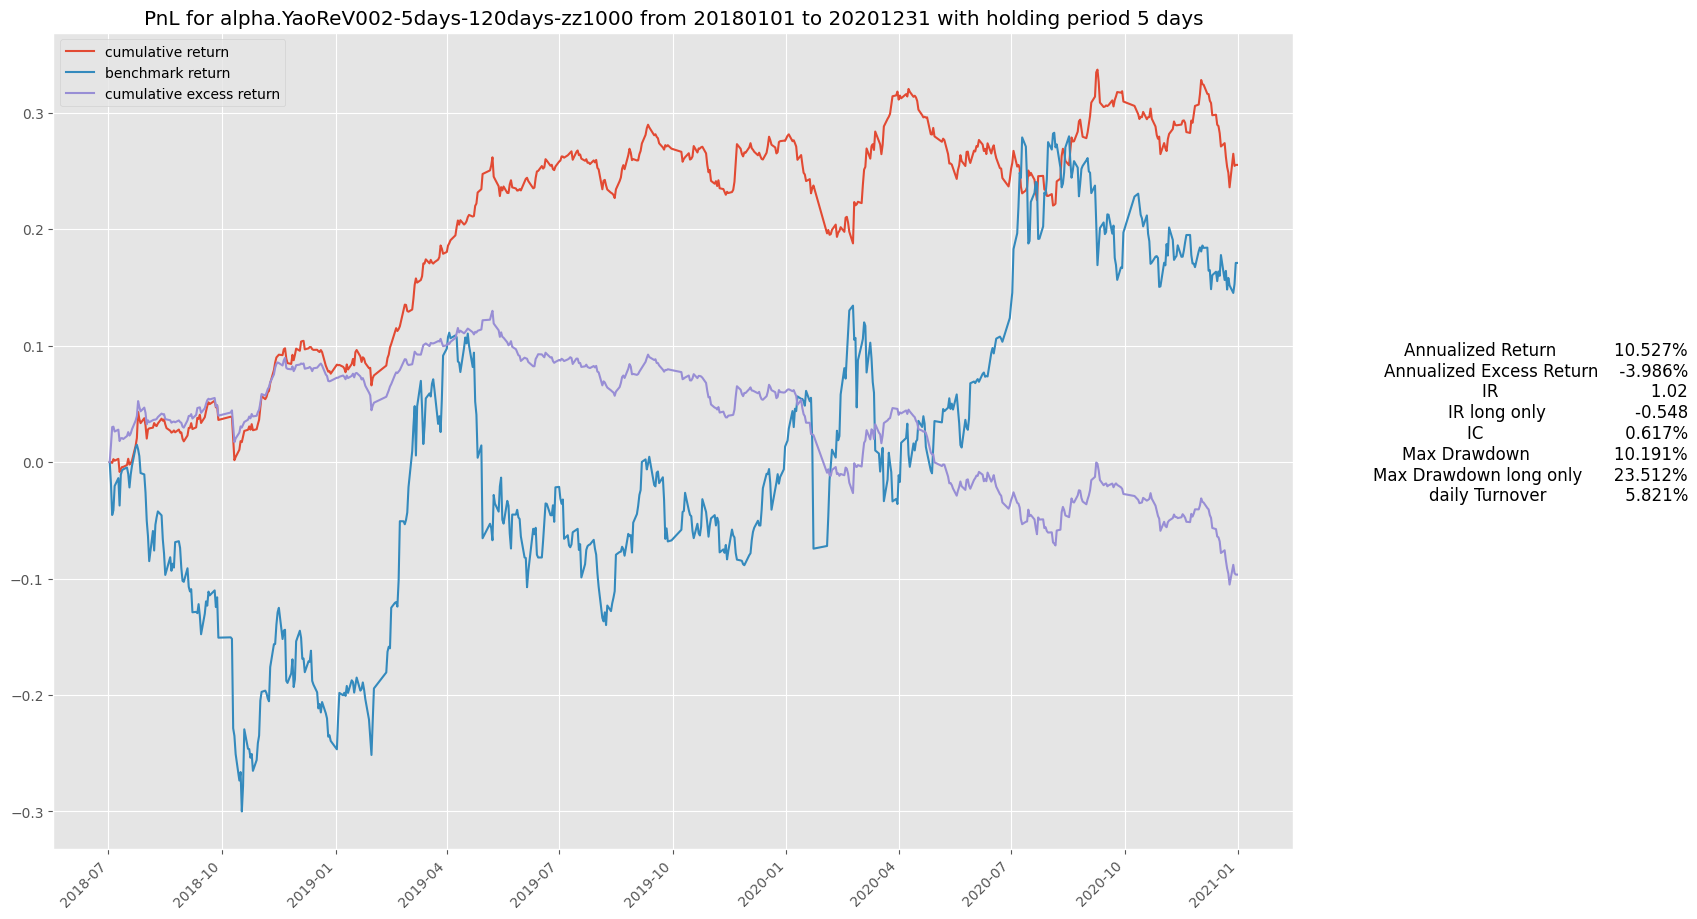 PnL for alpha.YaoReV002-5days-120days-zz1000 from 20180101 to 20201231 with holding period 5 days
cumulative return
benchmark return
cumulative excess return
0.3
0.2
0.1
0.0
−0.1
−0.2
−0.3
2018-07
2018-10
2019-01
2019-04
2019-07
2019-10
2020-01
2020-04
2020-07
2020-10
2021-01
Annualized Return 10.527%
Annualized Excess Return -3.986%
IR 1.02
IR long only -0.548
IC 0.617%
Max Drawdown 10.191%
Max Drawdown long only 23.512%
daily Turnover 5.821%